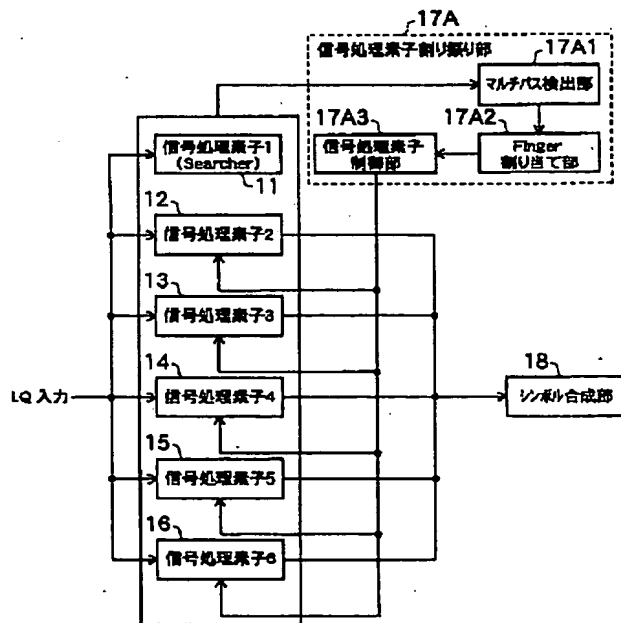 17A
信号処理素子割り振り部
17A1
マルチパス検出部
17A3
17A2
信号処理素子
制御部
Finger
割り当て部
信号処理素子1
(Searcher)
11
12
信号処理素子2
13
信号処理素子3
14
信号処理素子4
I,Q 入力
18
シンボル合成部
15
信号処理素子5
16
信号処理素子6